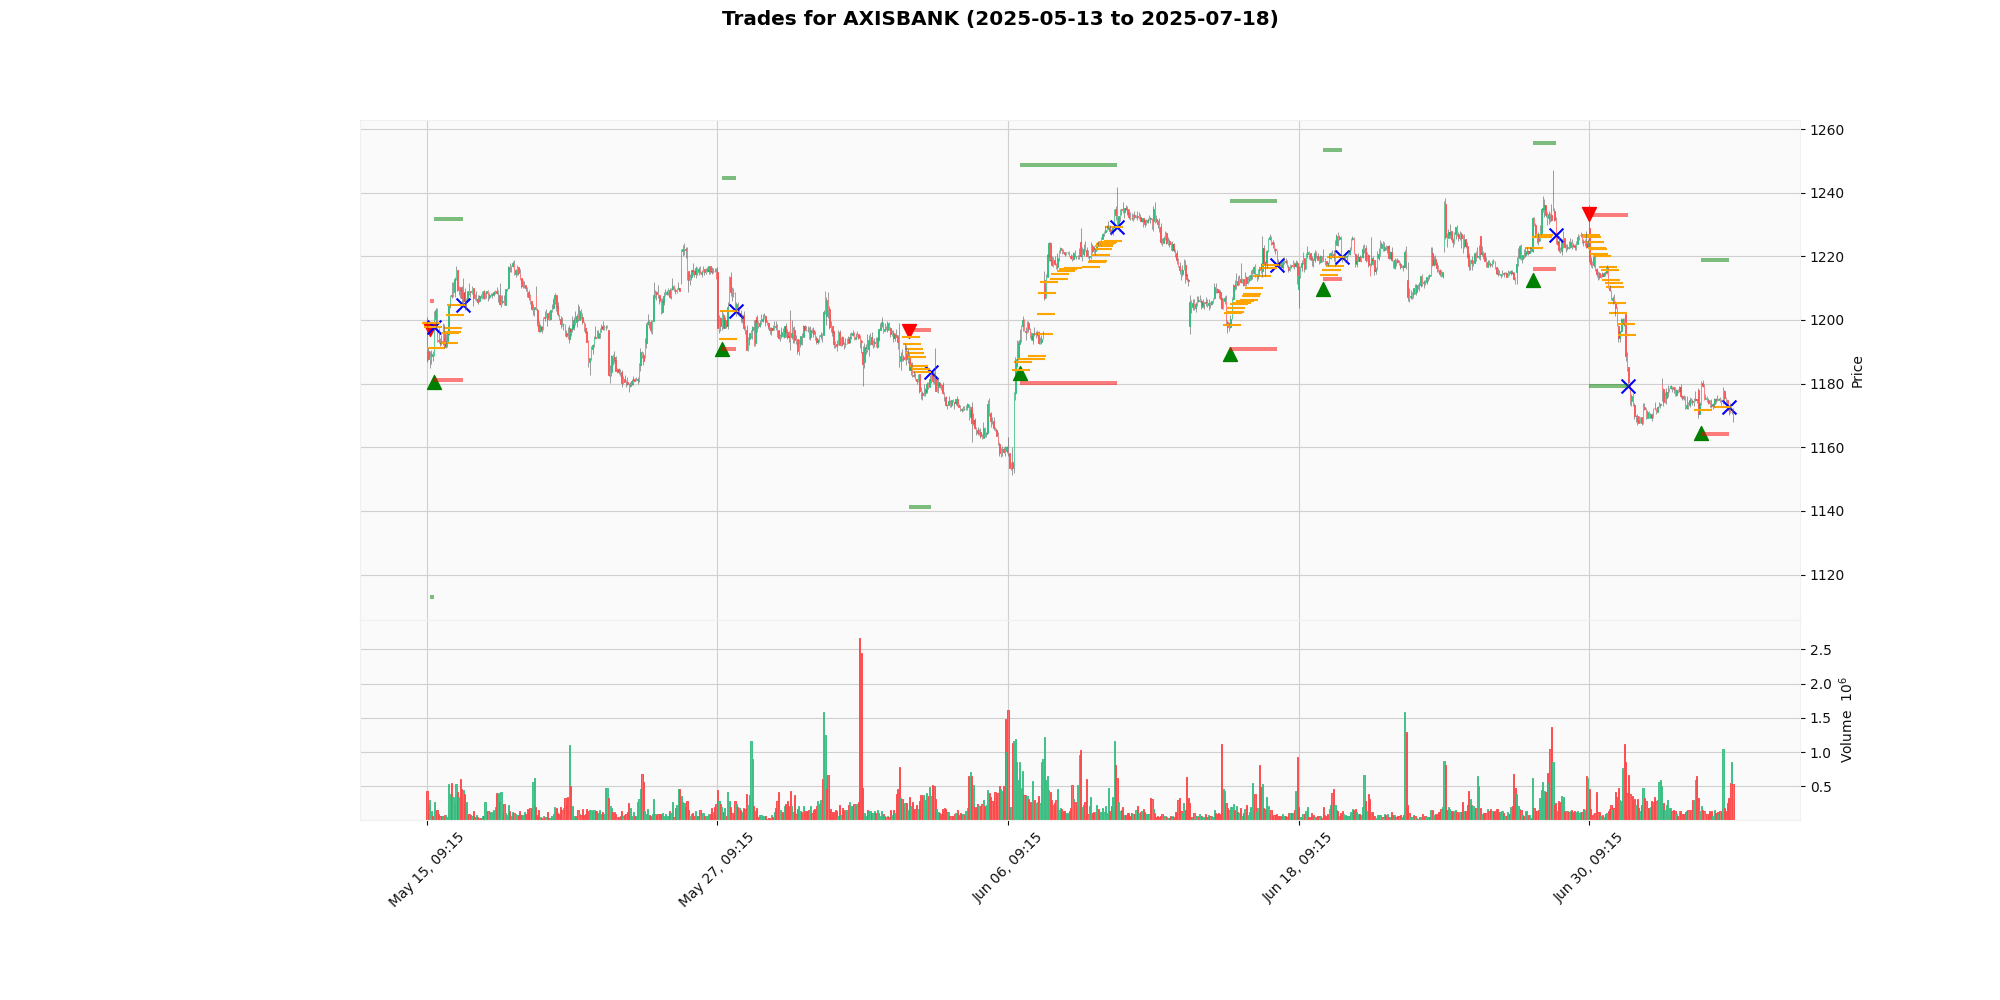 Trades for AXISBANK (2025-05-13 to 2025-07-18)
1260
1240
1220
1200
1180
1160
1140
1120
Price
2.5
2.0
1.5
1.0
0.5
Volume 10⁶
May 15, 09:15
May 27, 09:15
Jun 06, 09:15
Jun 18, 09:15
Jun 30, 09:15